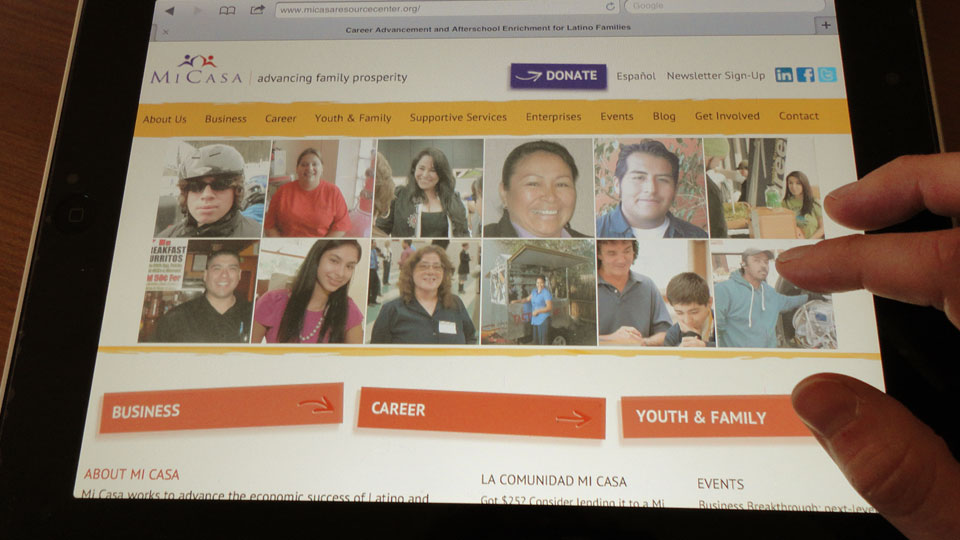 www.micasaresourcecenter.org/
Google
Career Advancement and Afterschool Enrichment for Latino Families
MI CASA advancing family prosperity
DONATE
Español Newsletter Sign-Up
About Us Business Career Youth & Family Supportive Services Enterprises Events Blog Get Involved Contact
BUSINESS
CAREER
YOUTH & FAMILY
ABOUT MI CASA
Mi Casa works to advance the economic success of Latino and
LA COMUNIDAD MI CASA
Got $25? Consider lending it to a Mi
EVENTS
Business Breakthrough: next-level